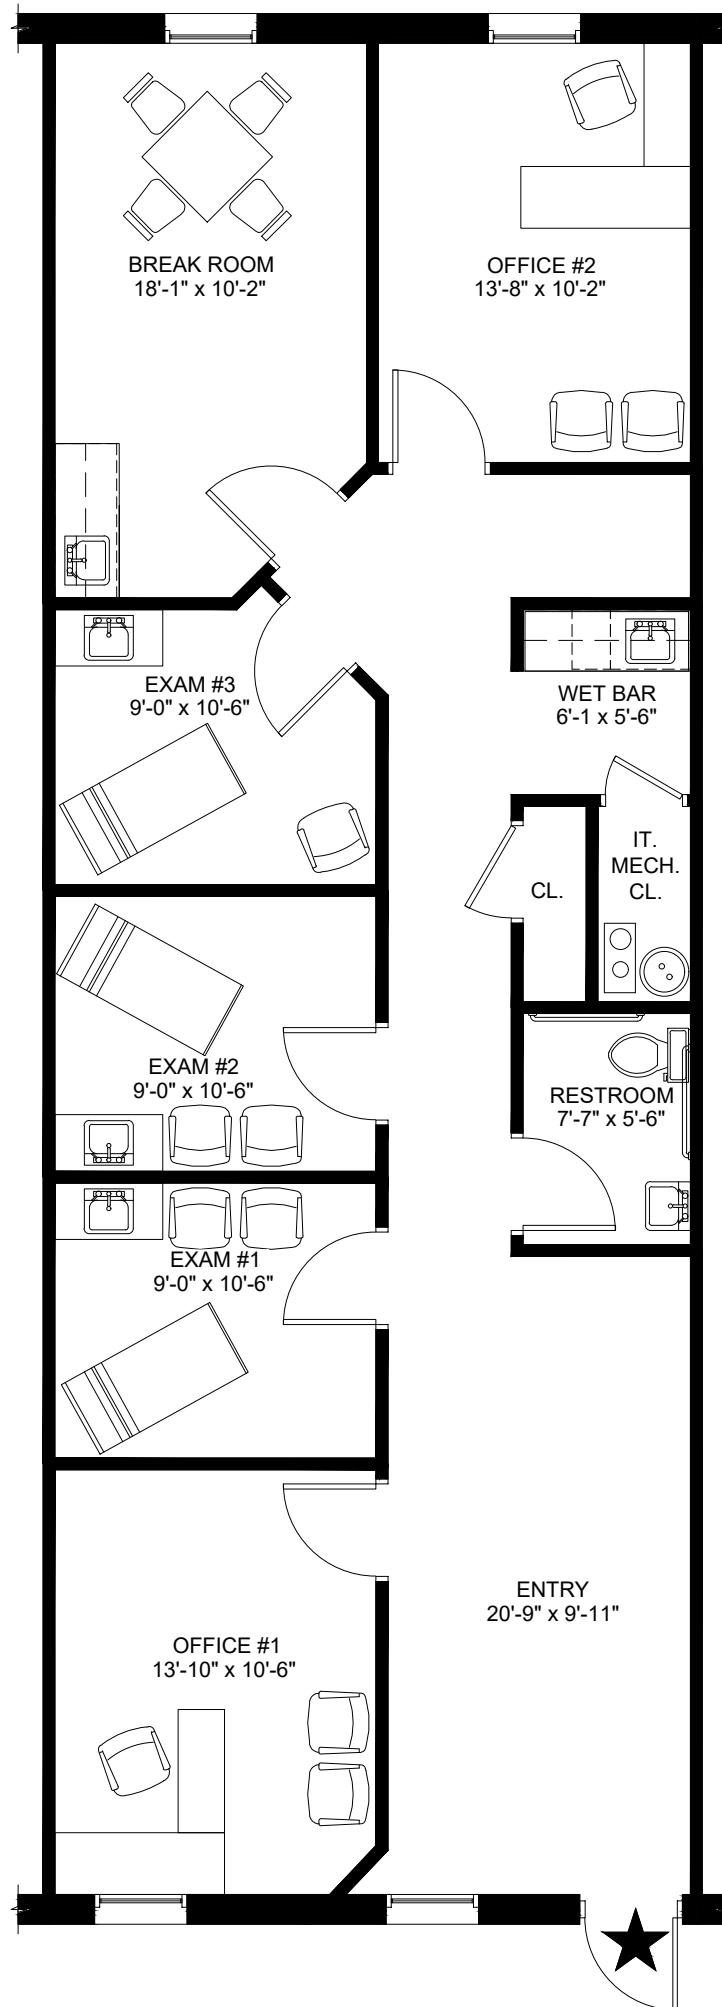 BREAK ROOM
18'-1" x 10'-2"
OFFICE #2
13'-8" x 10'-2"
EXAM #3
9'-0" x 10'-6"
WET BAR
6'-1 x 5'-6"
IT.
MECH.
CL.
CL.
EXAM #2
9'-0" x 10'-6"
RESTROOM
7'-7" x 5'-6"
EXAM #1
9'-0" x 10'-6"
ENTRY
20'-9" x 9'-11"
OFFICE #1
13'-10" x 10'-6"